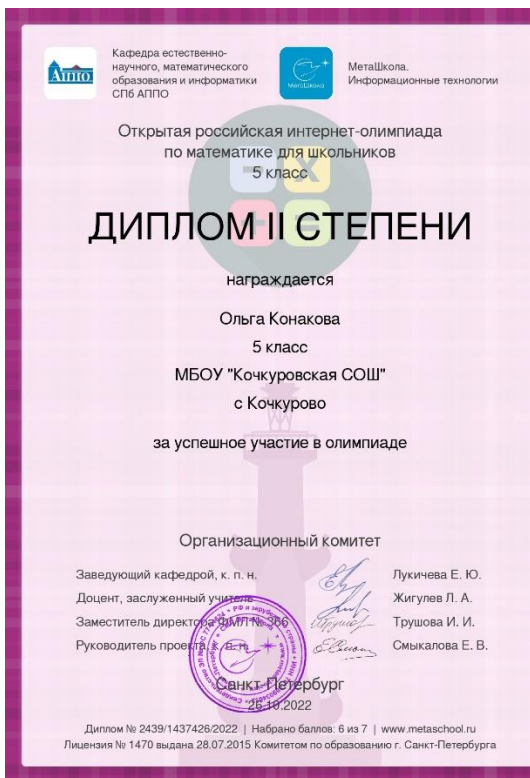 Аппо
Кафедра естественно-
научного, математического
образования и информатики
СПб АППО
МетаШкола
МетаШкола.
Информационные технологии
Открытая российская интернет-олимпиада
по математике для школьников
5 класс
ДИПЛОМ II СТЕПЕНИ
награждается
Ольга Конакова
5 класс
МБОУ "Кочкуровская СОШ"
с Кочкурово
за успешное участие в олимпиаде
Организационный комитет
Заведующий кафедрой, к. п. н.
Лукичева Е. Ю.
Доцент, заслуженный учитель
Жигулев Л. А.
Заместитель директора ФМЛ № 366
Трушова И. И.
Руководитель проекта, к. п. н.
Смыкалова Е. В.
Санкт-Петербург
26.10.2022
Диплом № 2439/1437426/2022 | Набрано баллов: 6 из 7 | www.metaschool.ru
Лицензия № 1470 выдана 28.07.2015 Комитетом по образованию г. Санкт-Петербурга